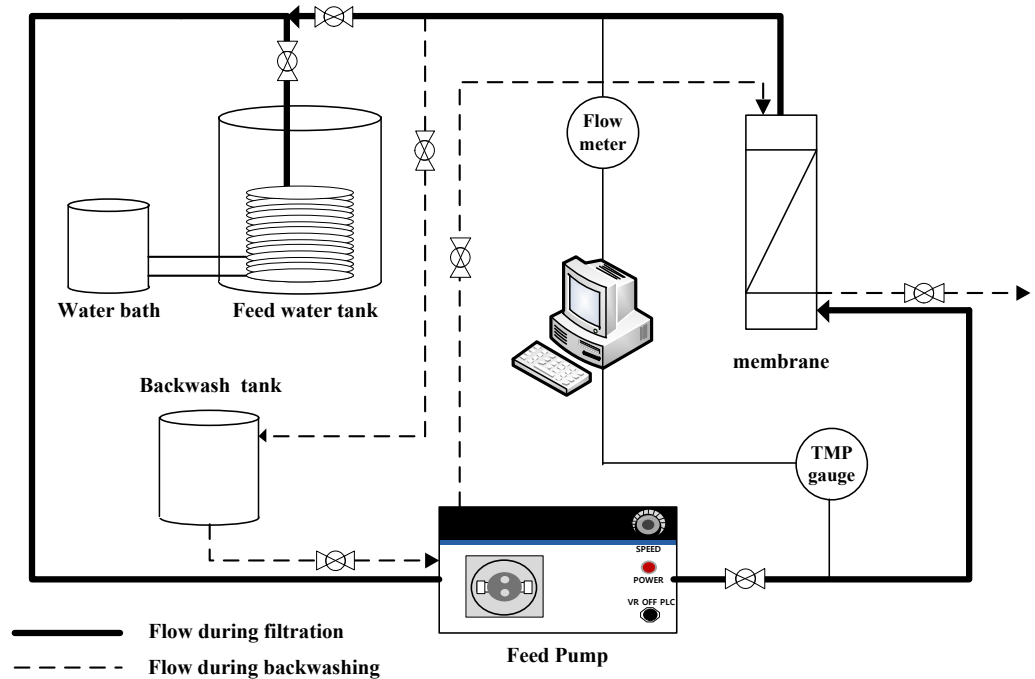 Flow
meter
Water bath
Feed water tank
membrane
Backwash tank
TMP
gauge
SPEED
POWER
VR OFF PLC
Feed Pump
Flow during filtration
Flow during backwashing